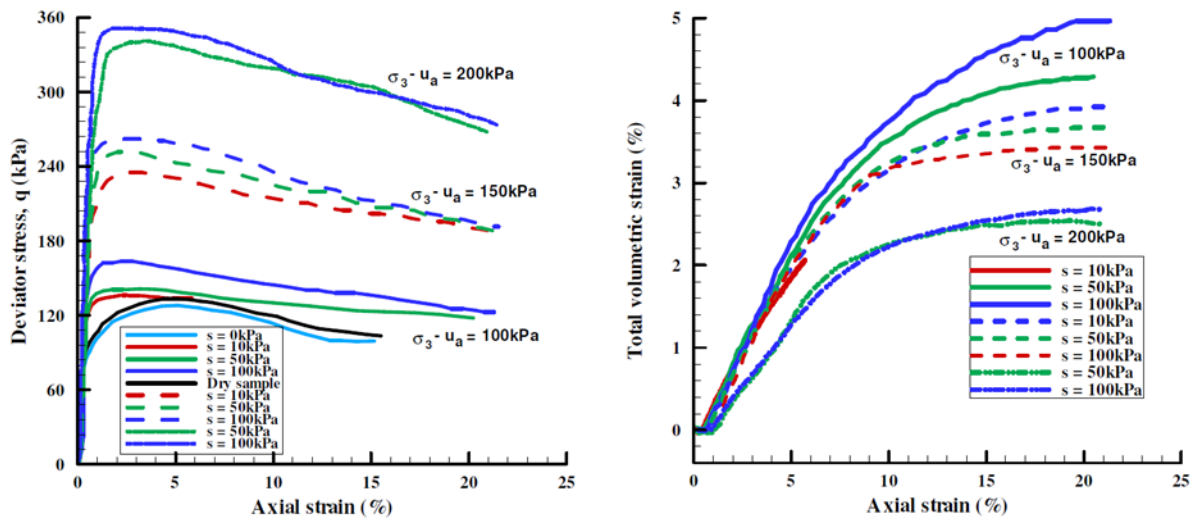 360
300
240
180
120
60
0
Deviator stress, q (kPa)
σ3- ua = 200kPa
σ3- ua = 150kPa
σ3- ua = 100kPa
s = 0kPa
s = 10kPa
s = 50kPa
s = 100kPa
Dry sample
s = 10kPa
s = 50kPa
s = 100kPa
s = 50kPa
s = 100kPa
0 5 10 15 20 25
Axial strain (%)
5
4
3
2
1
0
Total volumetric strain (%)
σ3- ua = 100kPa
σ3- ua = 150kPa
σ3- ua = 200kPa
s = 10kPa
s = 50kPa
s = 100kPa
s = 10kPa
s = 50kPa
s = 100kPa
s = 50kPa
s = 100kPa
0 5 10 15 20 25
Axial strain (%)